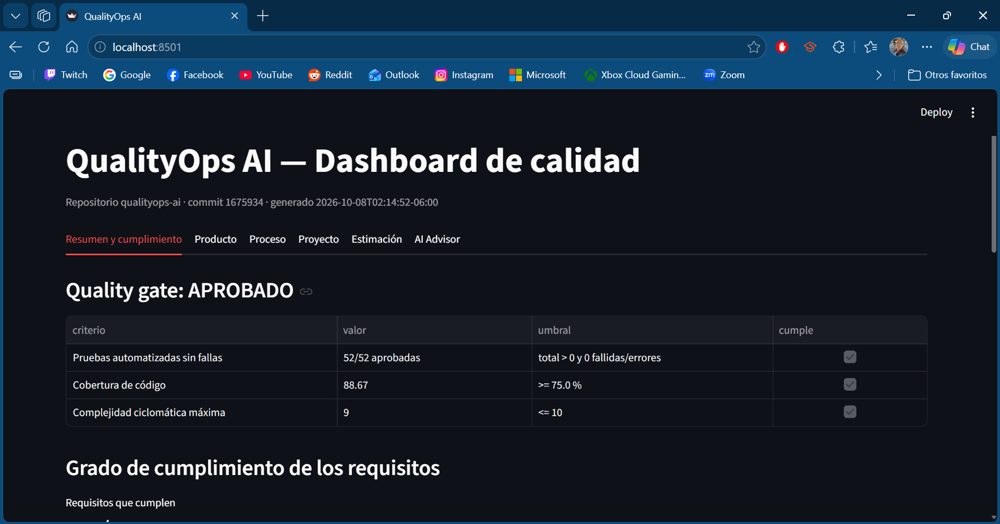 QualityOps AI
localhost:8501
Chat
Twitch
Google
Facebook
YouTube
Reddit
Outlook
Instagram
Microsoft
Xbox Cloud Gamin...
zm Zoom
Otros favoritos
Deploy
QualityOps AI — Dashboard de calidad
Repositorio qualityops-ai · commit 1675934 · generado 2026-10-08T02:14:52-06:00
Resumen y cumplimiento Producto Proceso Proyecto Estimación AI Advisor
Quality gate: APROBADO
criterio valor umbral cumple
Pruebas automatizadas sin fallas 52/52 aprobadas total > 0 y 0 fallidas/errores
Cobertura de código 88.67 >= 75.0 %
Complejidad ciclomática máxima 9 <= 10
Grado de cumplimiento de los requisitos
Requisitos que cumplen